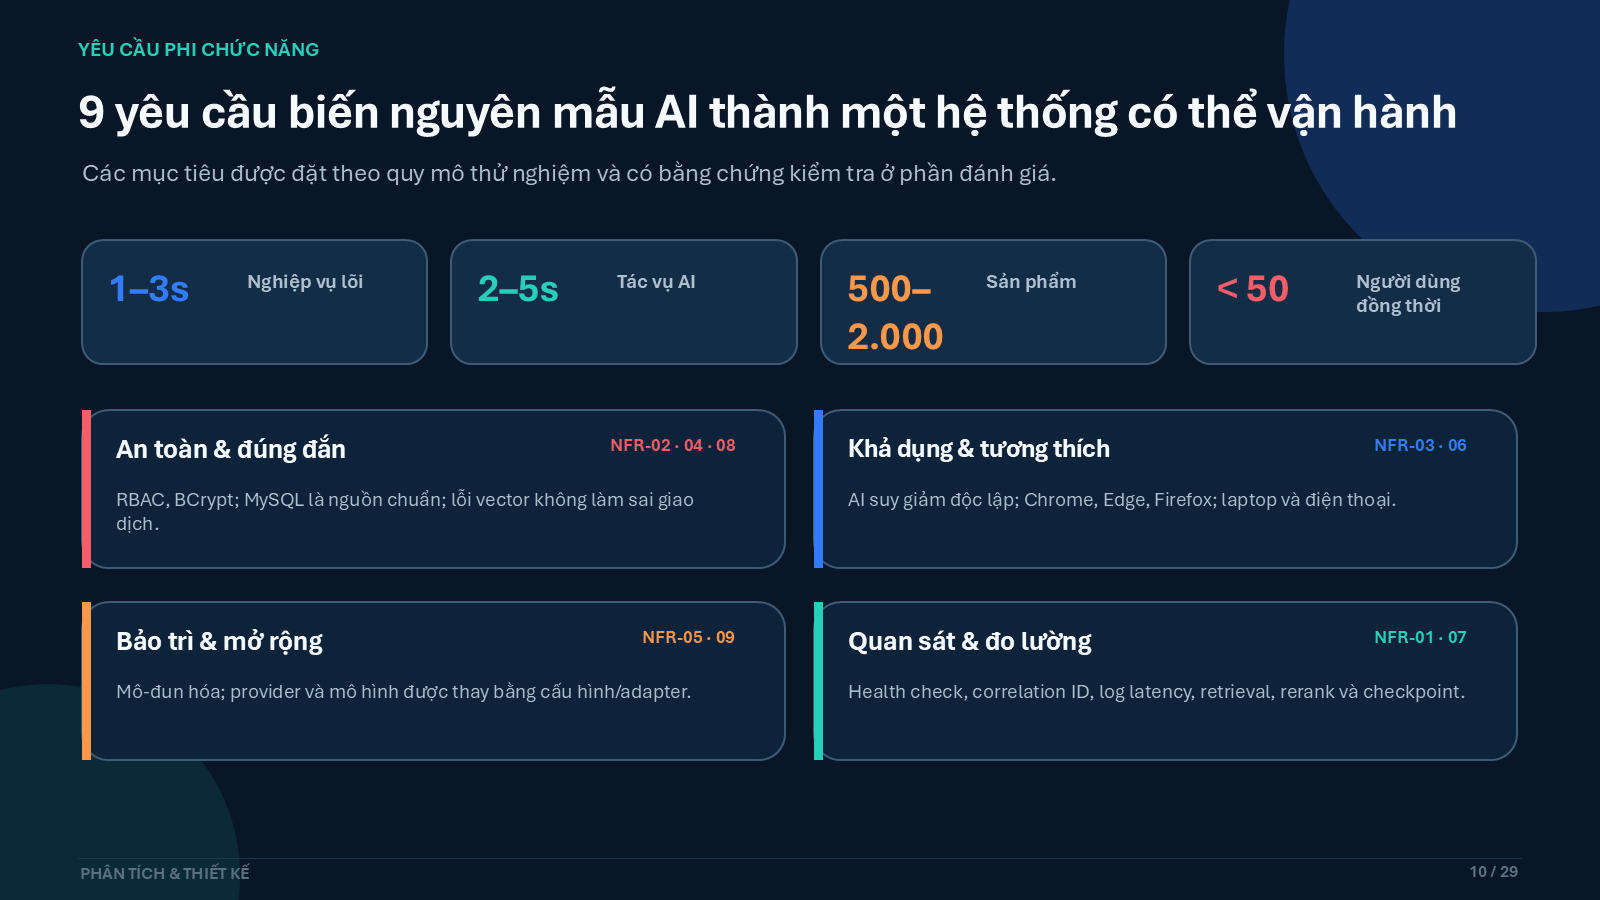 YÊU CẦU PHI CHỨC NĂNG
9 yêu cầu biến nguyên mẫu AI thành một hệ thống có thể vận hành
Các mục tiêu được đặt theo quy mô thử nghiệm và có bằng chứng kiểm tra ở phần đánh giá.
1–3s
Nghiệp vụ lõi
2–5s
Tác vụ AI
500–
2.000
Sản phẩm
< 50
Người dùng
đồng thời
An toàn & đúng đắn
NFR-02 · 04 · 08
RBAC, BCrypt; MySQL là nguồn chuẩn; lỗi vector không làm sai giao
dịch.
Khả dụng & tương thích
NFR-03 · 06
AI suy giảm độc lập; Chrome, Edge, Firefox; laptop và điện thoại.
Bảo trì & mở rộng
NFR-05 · 09
Mô-đun hóa; provider và mô hình được thay bằng cấu hình/adapter.
Quan sát & đo lường
NFR-01 · 07
Health check, correlation ID, log latency, retrieval, rerank và checkpoint.
PHÂN TÍCH & THIẾT KẾ
10 / 29